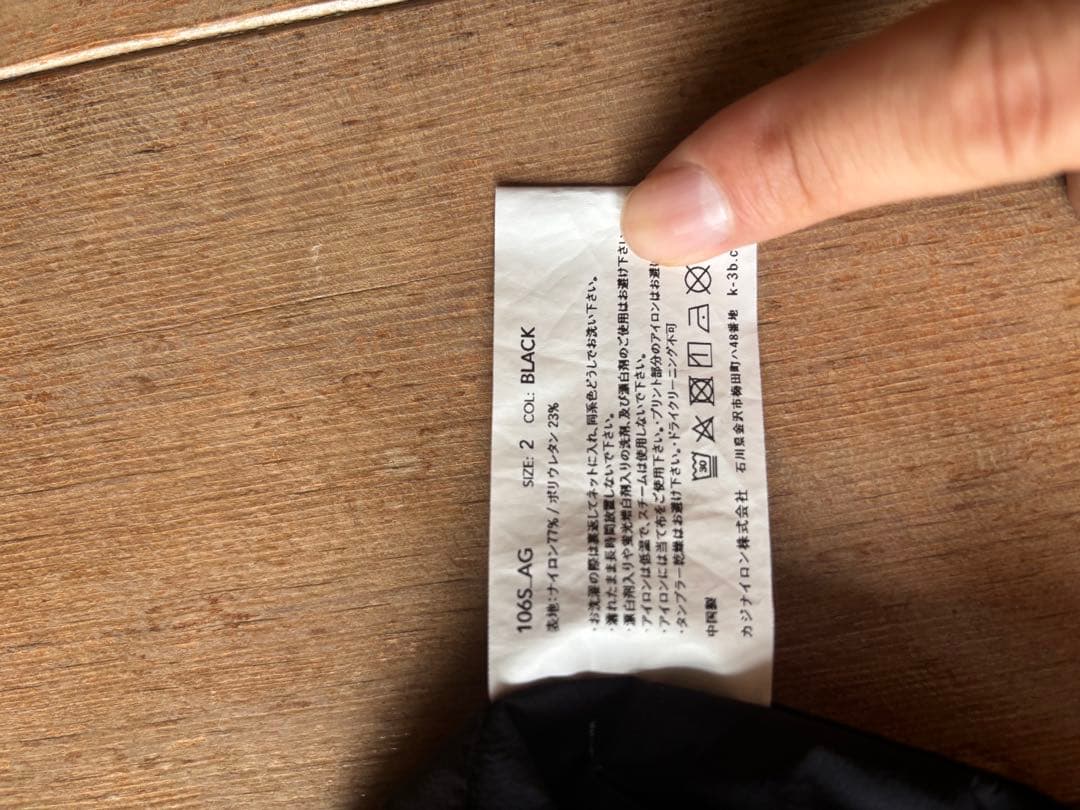 106S_AG SIZE: 2 COL: BLACK
表地:ナイロン77% / ポリウレタン 23%
・お洗濯の際は裏返してネットに入れ、同系色どうしでお洗い下さい。
・濡れたまま長時間放置しないで下さい。
・漂白剤入りや蛍光増白剤入りの洗剤、及び漂白剤のご使用はお避け下さい
・アイロンは低温で、スチームは使用しないで下さい。
・アイロンには当て布をご使用下さい。・プリント部分のアイロンはお避け
・タンブラー乾燥はお避け下さい。・ドライクリーニング不可
30
中国製
カジナイロン株式会社 石川県金沢市梅田町ハ48番地 k-3b.c